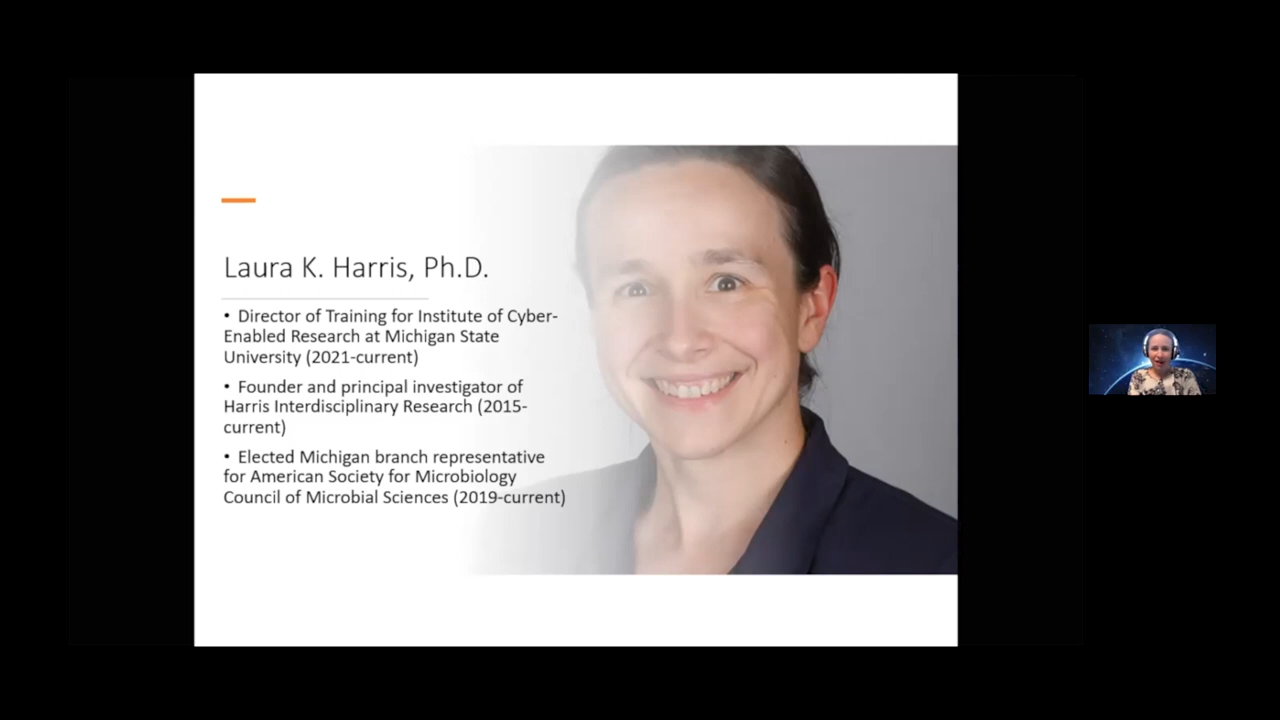 Laura K. Harris, Ph.D.
• Director of Training for Institute of Cyber-
Enabled Research at Michigan State
University (2021-current)
• Founder and principal investigator of
Harris Interdisciplinary Research (2015-
current)
• Elected Michigan branch representative
for American Society for Microbiology
Council of Microbial Sciences (2019-current)